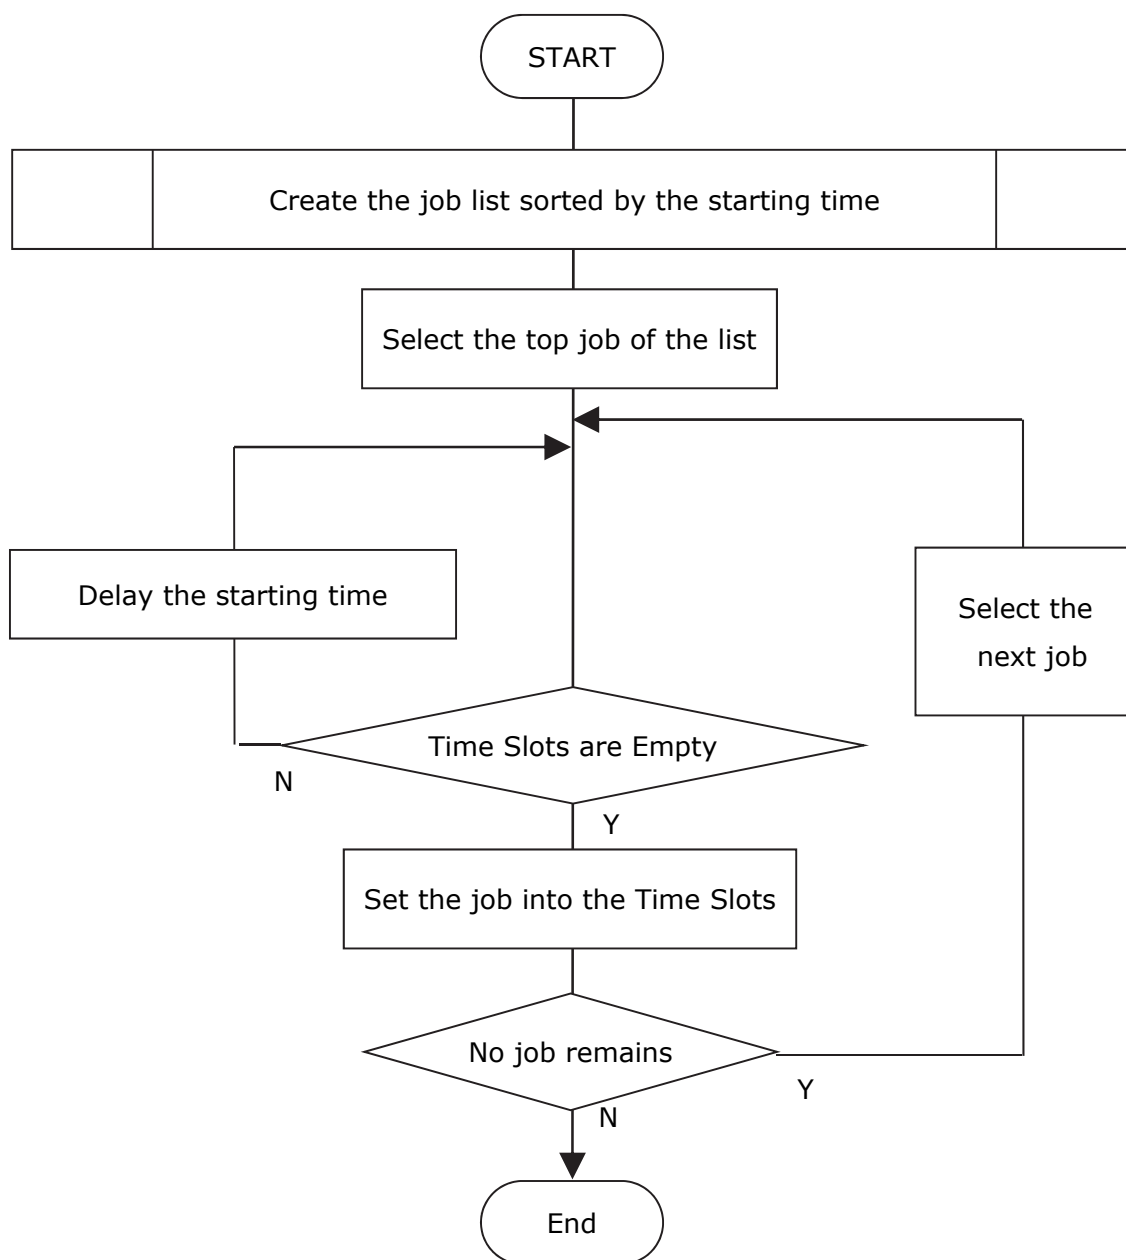 START
Create the job list sorted by the starting time
Select the top job of the list
Delay the starting time
Select the
next job
Time Slots are Empty
N
Y
Set the job into the Time Slots
No job remains
Y
N
End